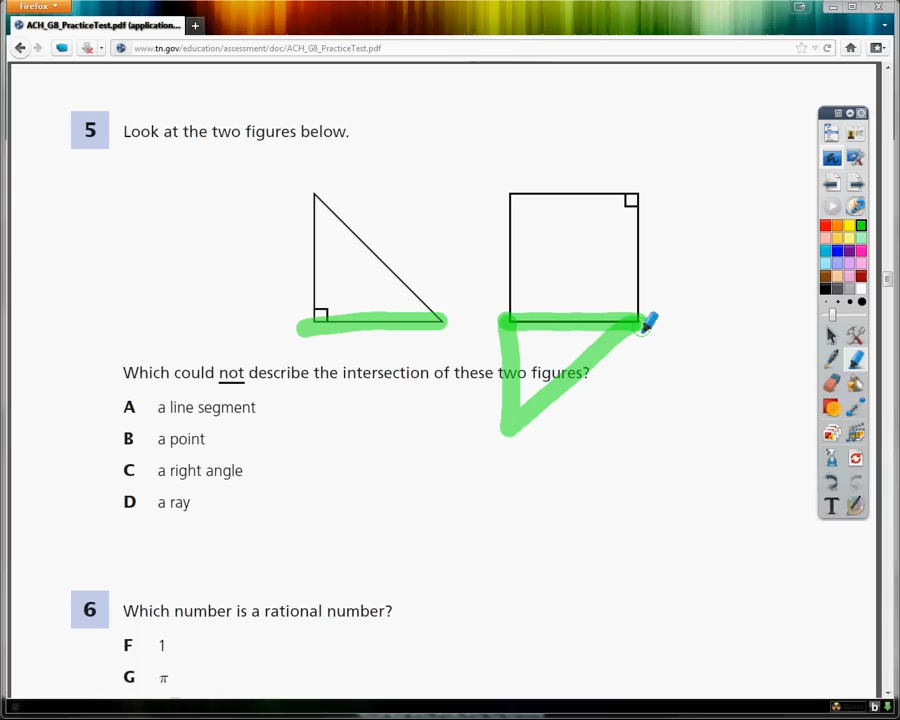 Firefox
ACH_G8_PracticeTest.pdf (application...
www.tn.gov/education/assessment/doc/ACH_G8_PracticeTest.pdf
5 Look at the two figures below.
Which could not describe the intersection of these two figures?
A a line segment
B a point
C a right angle
D a ray
6 Which number is a rational number?
F 1
G π
T
b